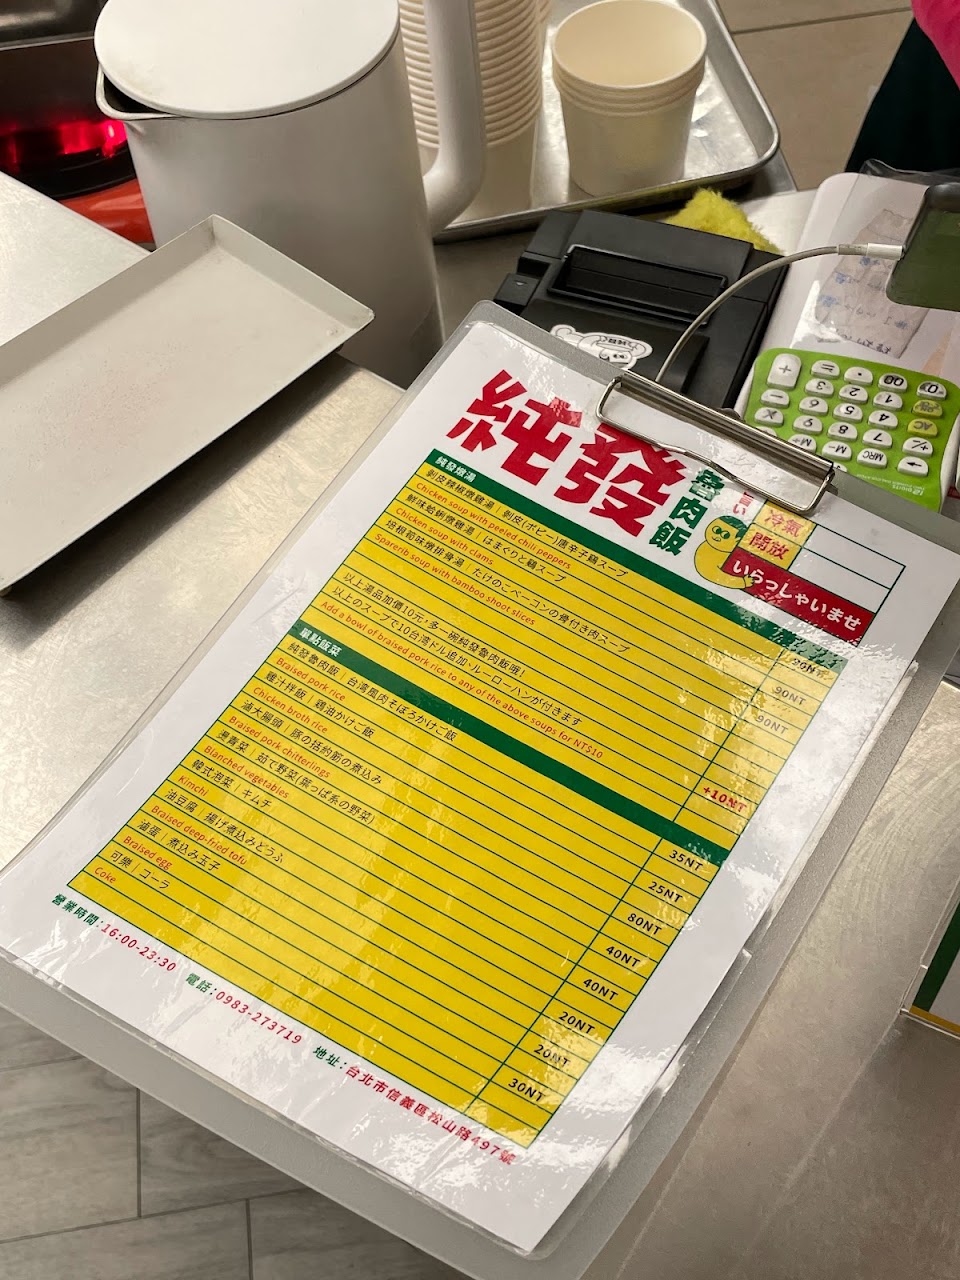 純發
魯肉飯
冷氣
開放
いらっしゃいませ
純發燉湯
剝皮辣椒燉雞湯｜剝皮(ポビー)唐辛子鶏スープ
Chicken soup with peeled chili peppers
鮮味蛤蜊燉雞湯｜はまぐりと鶏スープ
Chicken soup with clams
90NT
培根筍味燉排骨湯｜たけのこベーコンの骨付き肉スープ
Sparerib soup with bamboo shoot slices
90NT
以上湯品加價10元，多一碗純發魯肉飯哦!
以上のスープで10台湾ドル追加、ルーローハンが付きます
Add a bowl of braised pork rice to any of the above soups for NT$10
+10NT
單點飯菜
純發魯肉飯｜台湾風肉そぼろかけご飯
Braised pork rice
35NT
雞汁拌飯｜鶏油かけご飯
Chicken broth rice
25NT
滷大腸頭｜豚の括約筋の煮込み
Braised pork chitterlings
80NT
燙青菜｜茹で野菜(葉っぱ系の野菜)
Blanched vegetables
40NT
韓式泡菜｜キムチ
Kimchi
40NT
油豆腐｜揚げ煮込みとうふ
Braised deep-fried tofu
20NT
滷蛋｜煮込み玉子
Braised egg
20NT
可樂｜コーラ
Coke
30NT
營業時間:16:00-23:30 電話:0983-273719 地址:台北市信義區松山路497號
MRC M- M+
AC